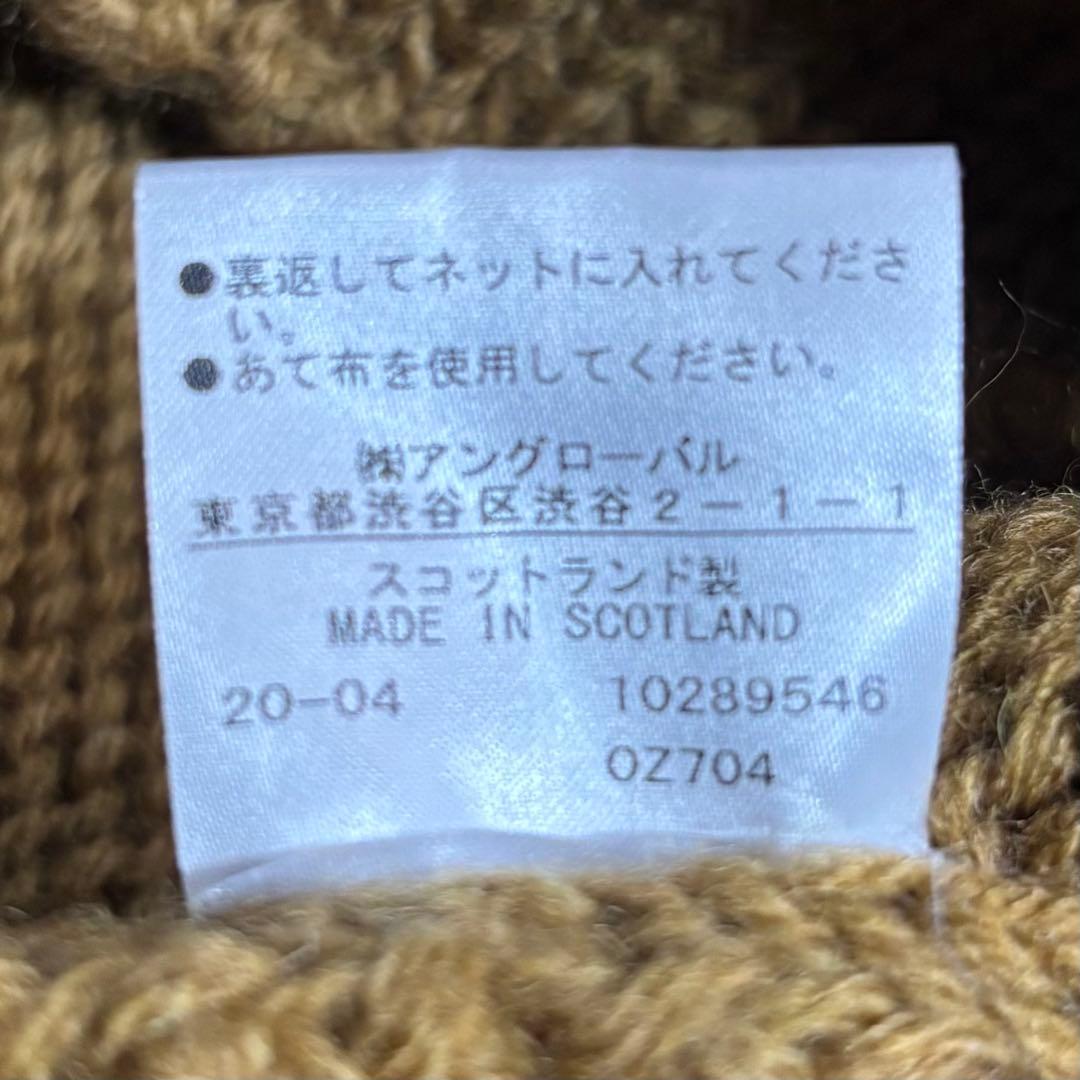 ●裏返してネットに入れてくださ
い。
●あて布を使用してください。
㈱アングローバル
東京都渋谷区渋谷2-1-1
スコットランド製
MADE IN SCOTLAND
20-04 10289546
0Z704